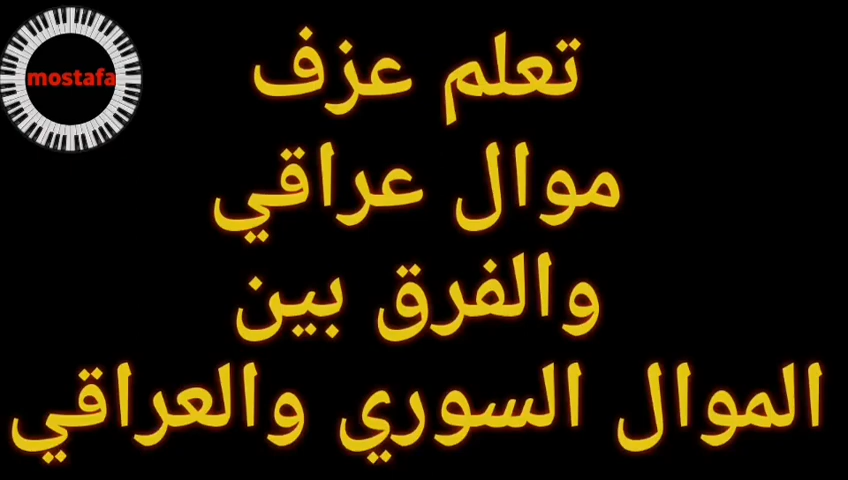 mostafa
تعلم عزف
موال عراقي
والفرق بين
الموال السوري والعراقي